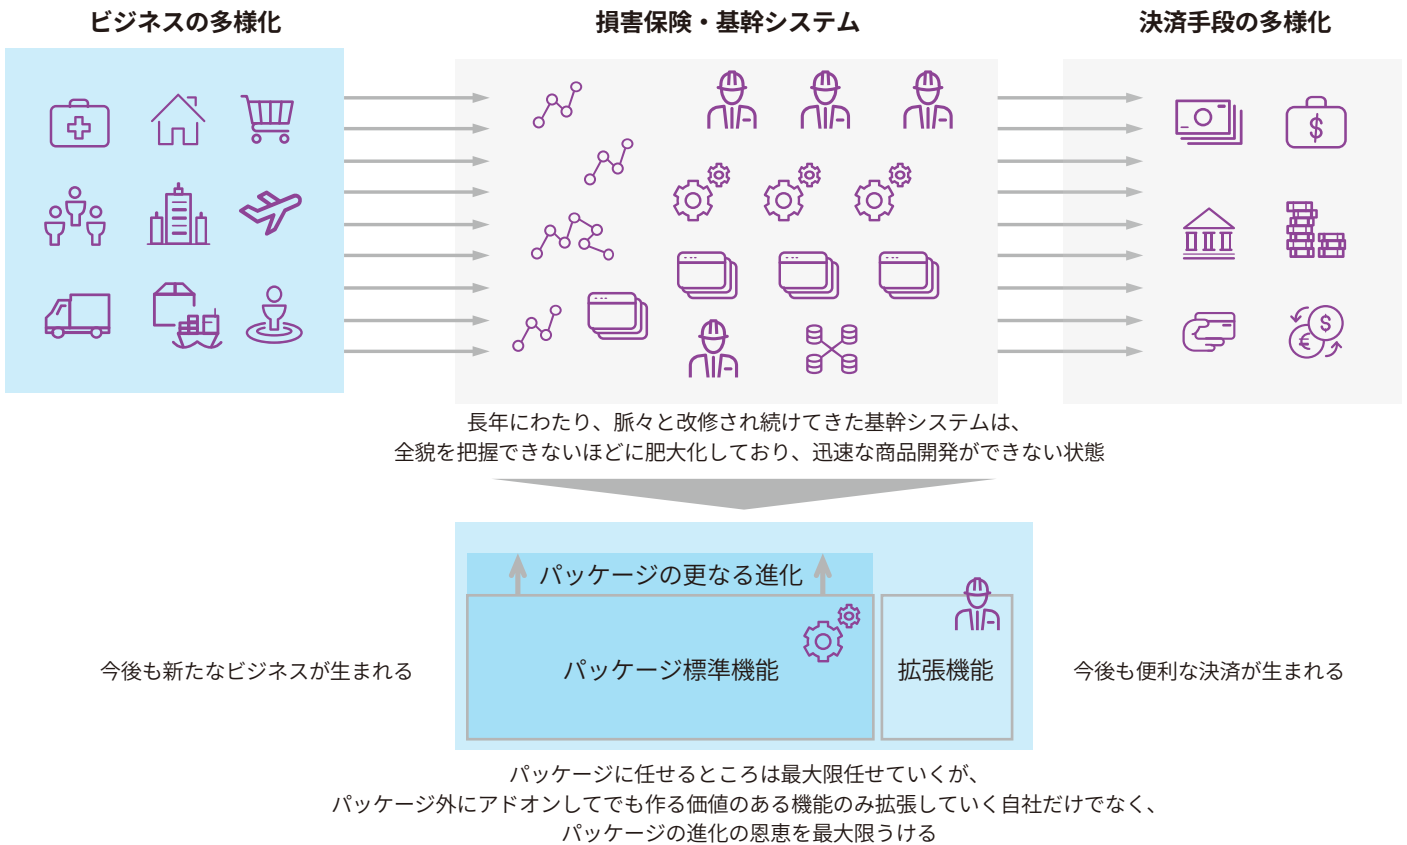 ビジネスの多様化
損害保険・基幹システム
決済手段の多様化
長年にわたり、脈々と改修され続けてきた基幹システムは、
全貌を把握できないほどに肥大化しており、迅速な商品開発ができない状態
パッケージの更なる進化
パッケージ標準機能
拡張機能
今後も新たなビジネスが生まれる
今後も便利な決済が生まれる
パッケージに任せるところは最大限任せていくが、
パッケージ外にアドオンしてでも作る価値のある機能のみ拡張していく自社だけでなく、
パッケージの進化の恩恵を最大限うける